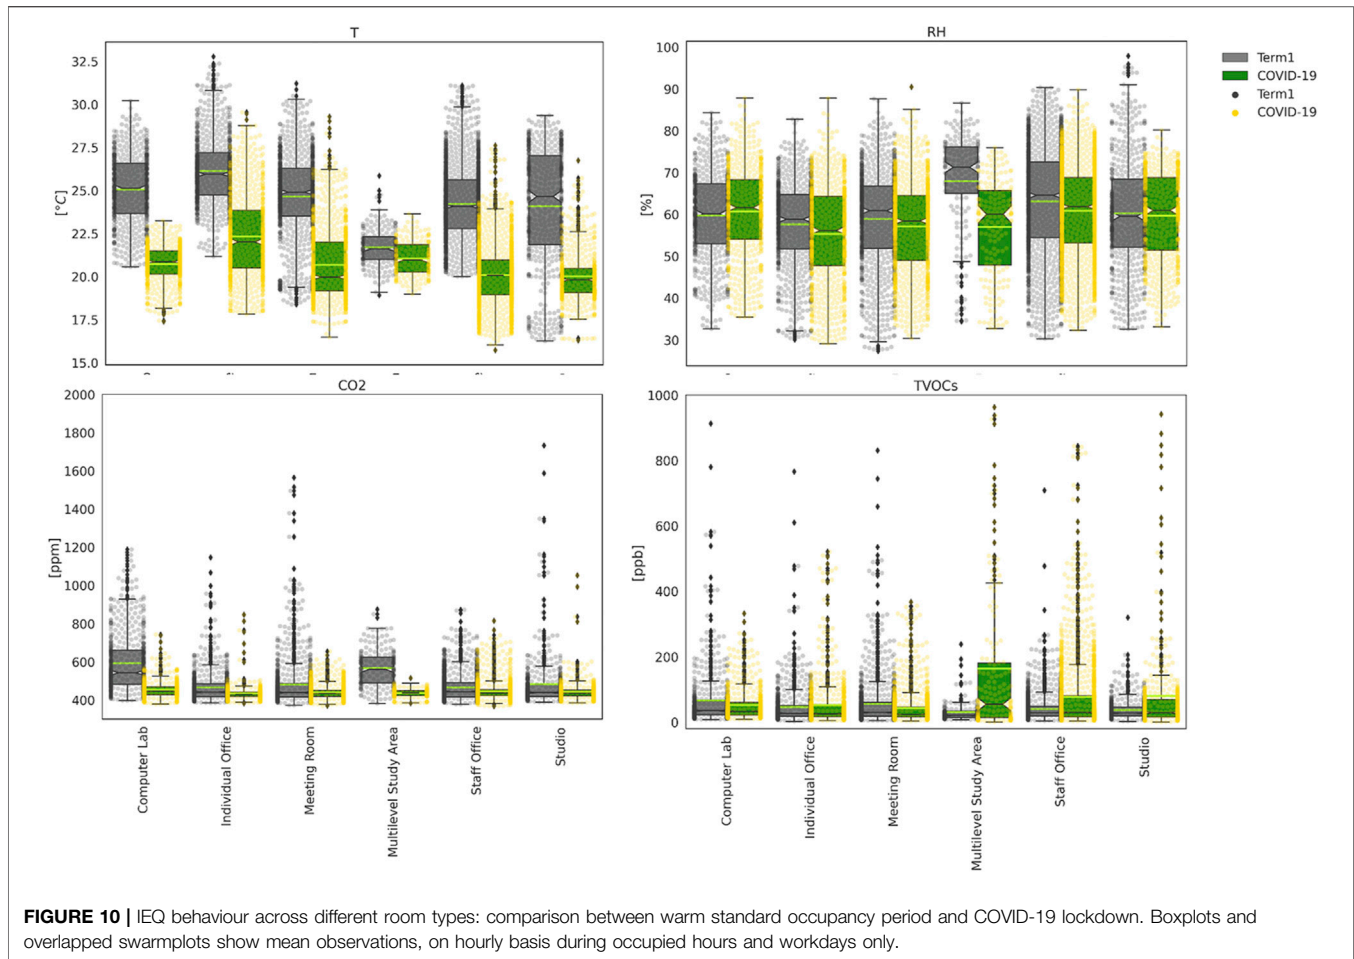 T
RH
32.5
30.0
27.5
25.0
22.5
20.0
17.5
15.0
[°C]
100
90
80
70
60
50
40
30
[%]
Term1
COVID-19
Term1
COVID-19
CO2
TVOCs
2000
1800
1600
1400
1200
1000
800
600
400
[ppm]
1000
800
600
400
200
0
[ppb]
Computer Lab
Individual Office
Meeting Room
Multilevel Study Area
Staff Office
Studio
Computer Lab
Individual Office
Meeting Room
Multilevel Study Area
Staff Office
Studio
FIGURE 10 | IEQ behaviour across different room types: comparison between warm standard occupancy period and COVID-19 lockdown. Boxplots and
overlapped swarmplots show mean observations, on hourly basis during occupied hours and workdays only.